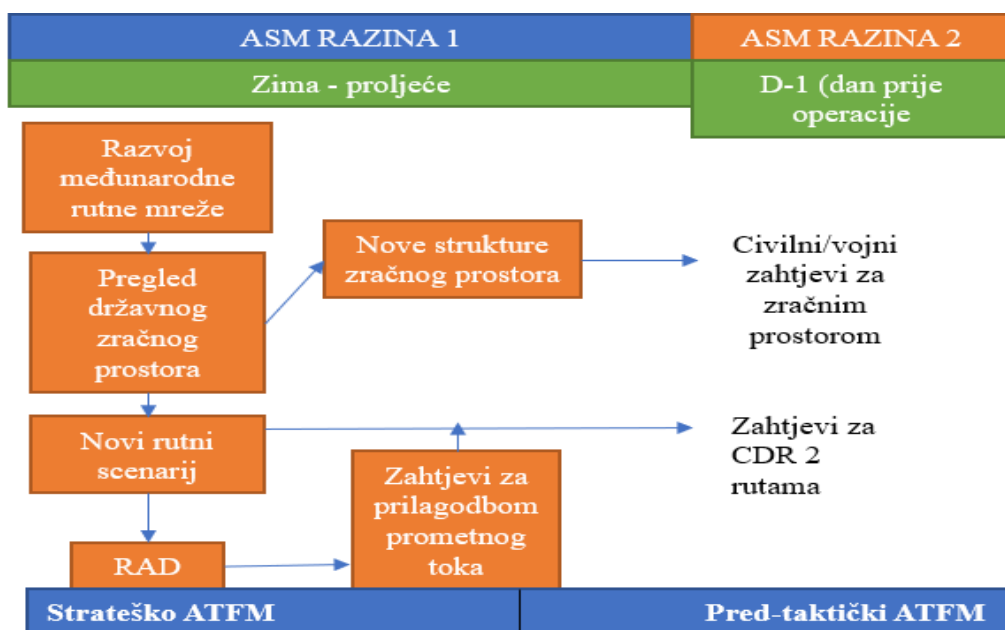 ASM RAZINA 1
ASM RAZINA 2
Zima - proljeće
D-1 (dan prije
operacije
Razvoj
međunarodne
rutne mreže
Nove strukture
zračnog prostora
Civilni/vojni
zahtjevi za
zračnim
prostorom
Pregled
državnog
zračnog
prostora
Novi rutni
scenarij
Zahtjevi za
CDR 2
rutama
Zahtjevi za
prilagodbom
prometnog
toka
RAD
Strateško ATFM
Pred-taktički ATFM